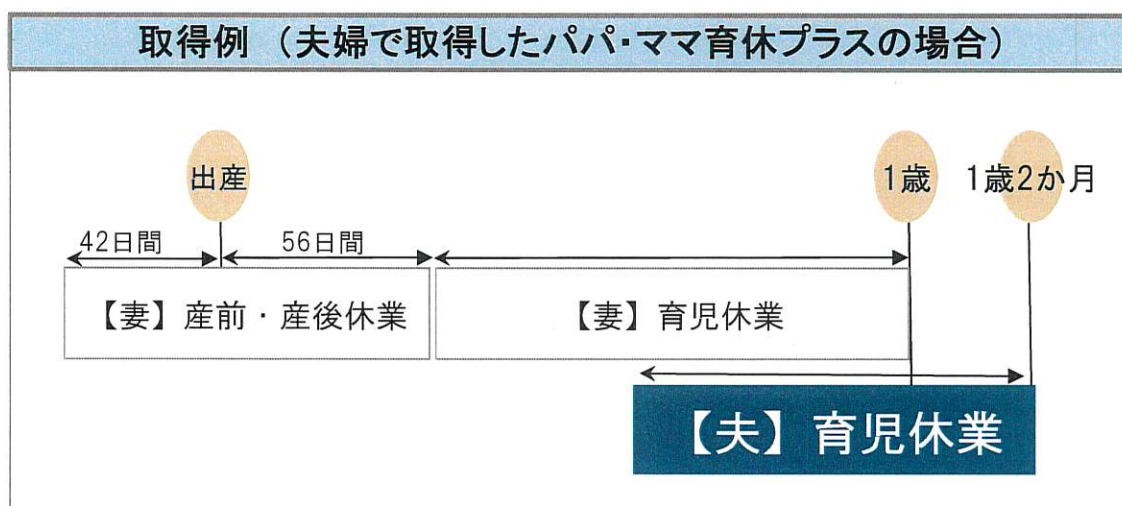 取得例 (夫婦で取得したパパ・ママ育休プラスの場合)
出産
1歳
1歳2か月
42日間
56日間
【妻】産前・産後休業
【妻】育児休業
【夫】育児休業